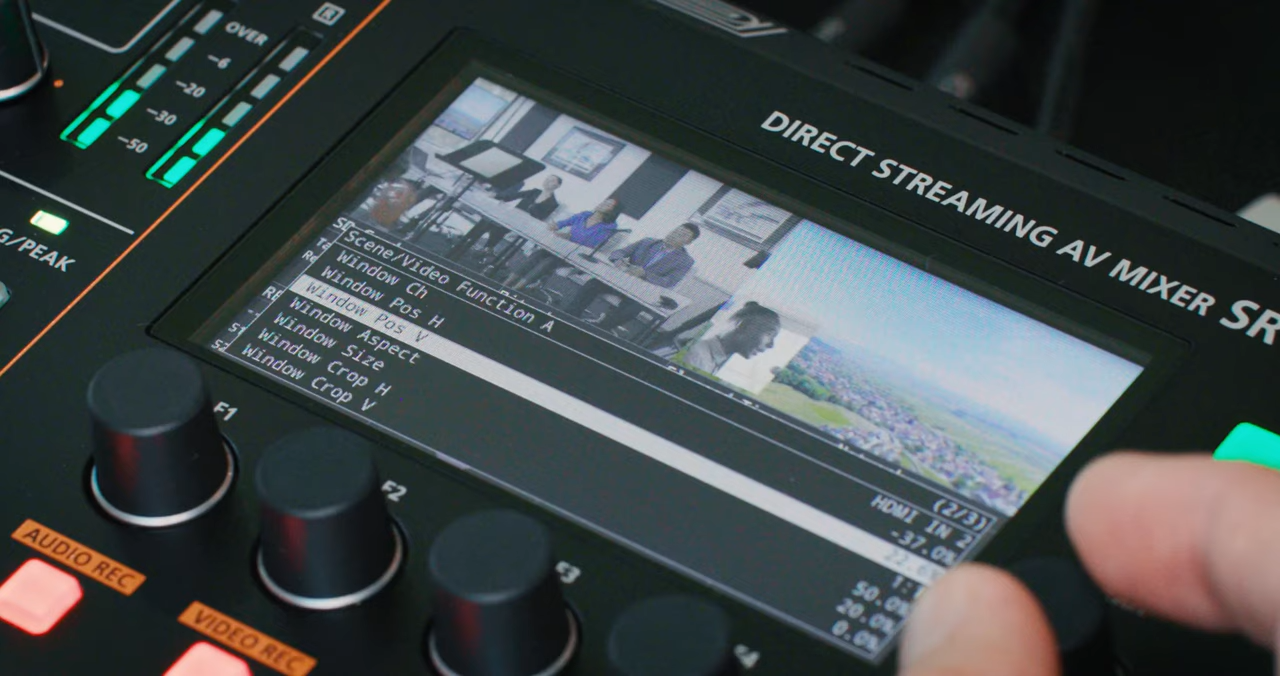 R
OVER
-6
-20
-30
-50
G/PEAK
DIRECT STREAMING AV MIXER SR
Scene/Video Function A (2/3)
Window Ch HDMI IN 2
Window Pos H -37.0%
Window Pos V
Window Aspect
Window Size 50.0%
Window Crop H 20.0%
Window Crop V 0.0%
F1
F2
F3
F4
AUDIO REC
VIDEO REC